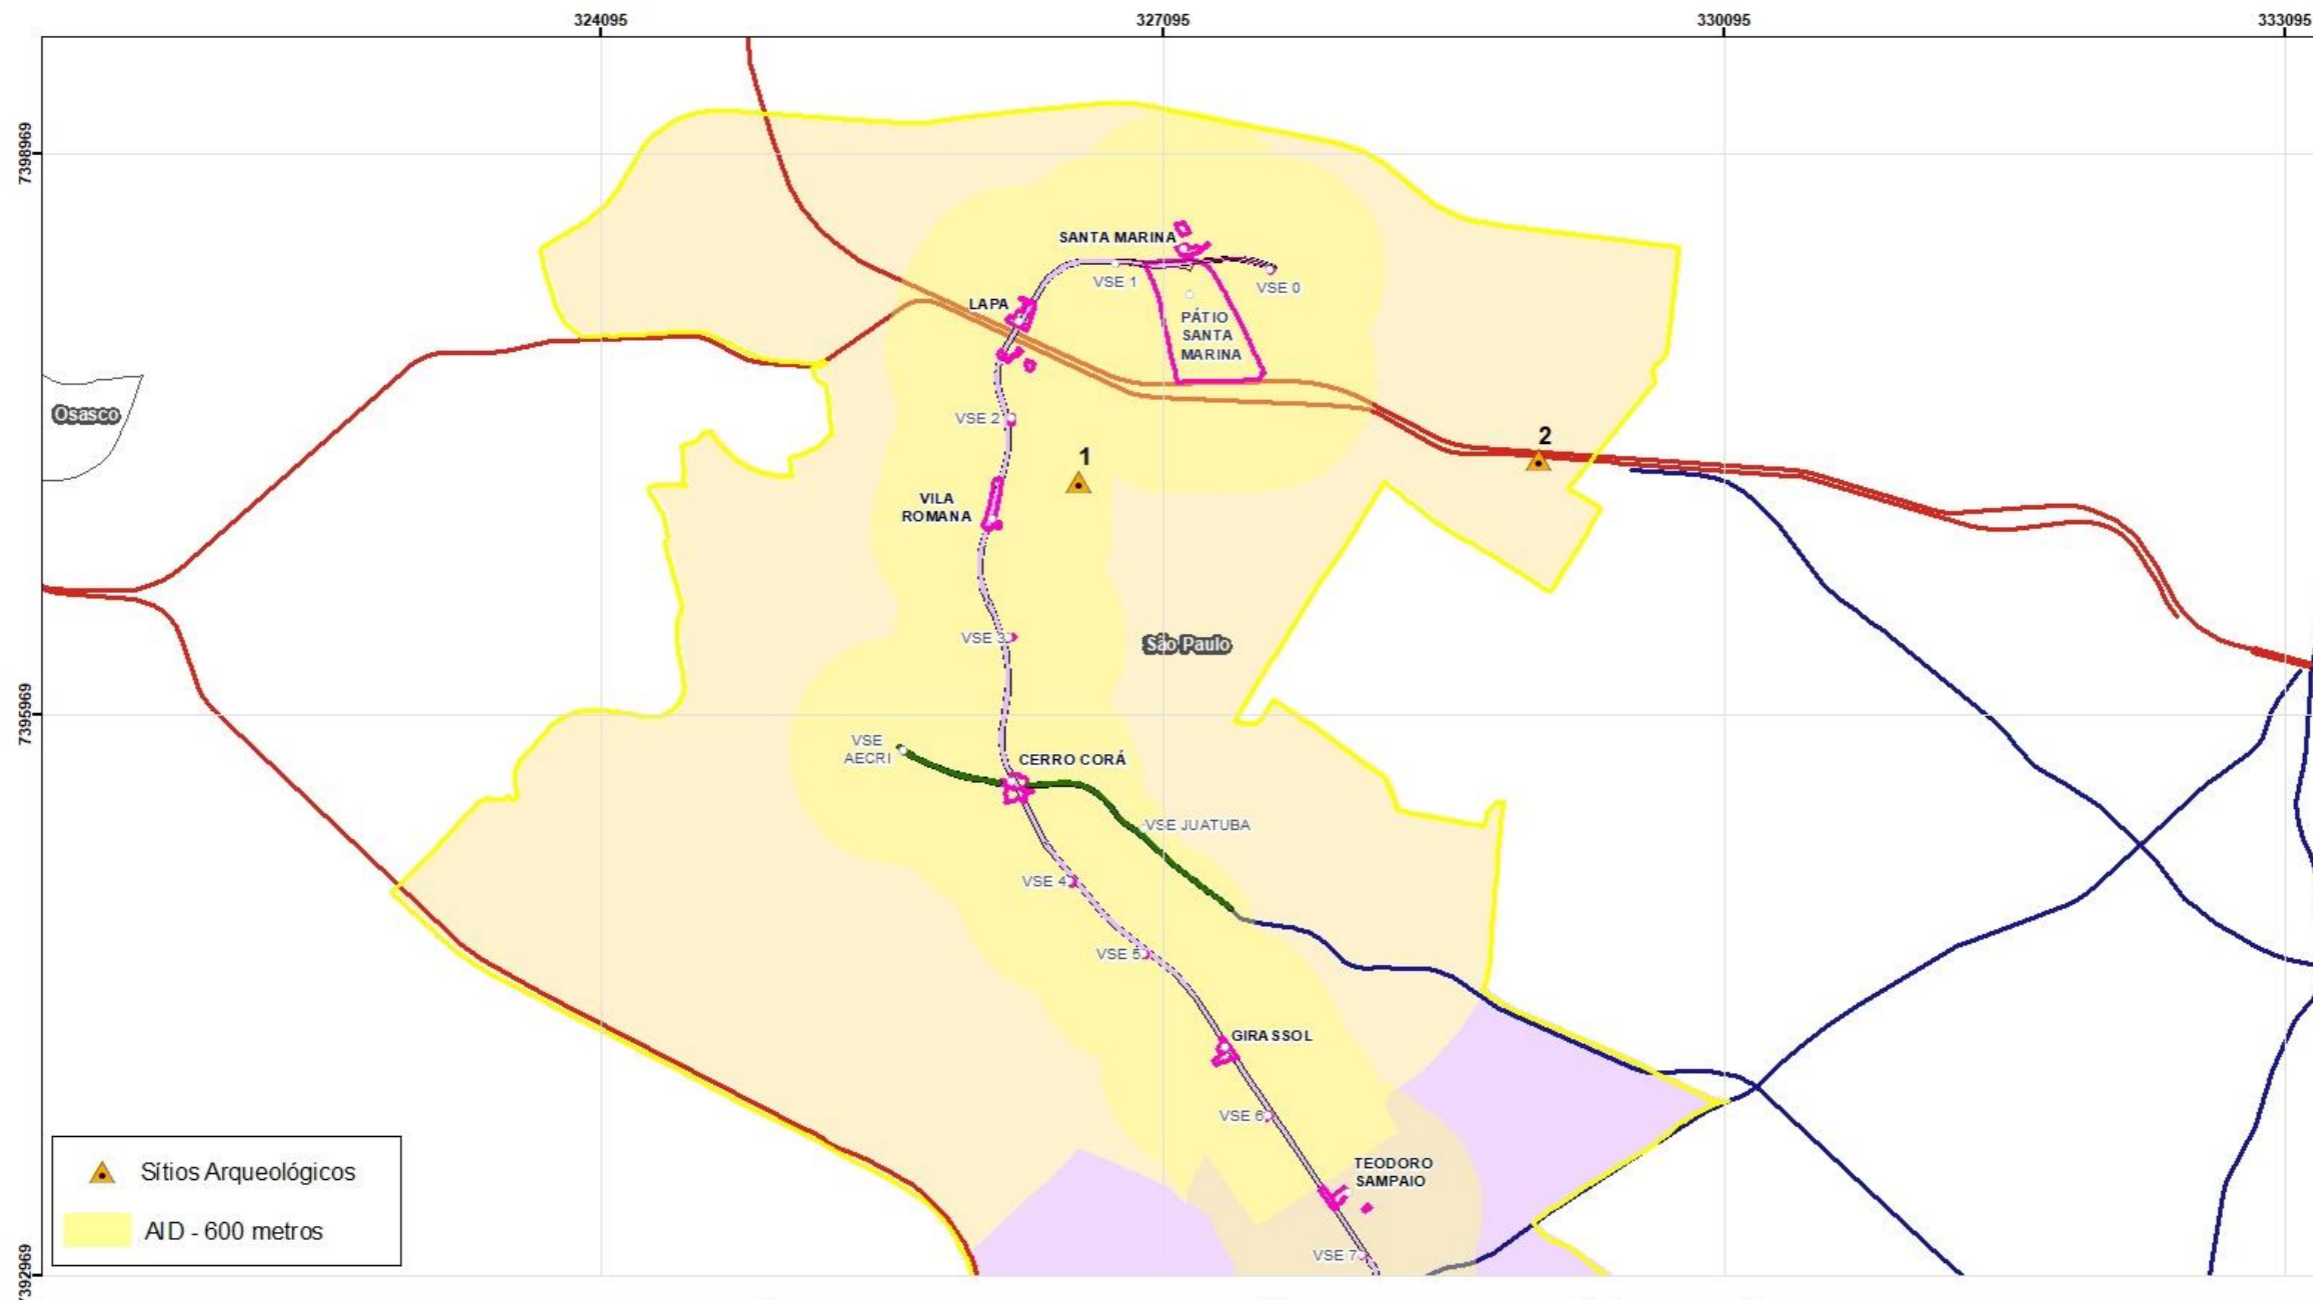 324095
327095
330095
333095
7398969
SANTA MARINA
VSE 1
VSE 0
LAPA
PÁTIO
SANTA
MARINA
Osasco
VSE 2
2
1
VILA
ROMANA
VSE 3
São Paulo
7395969
VSE
AECRI
CERRO CORÁ
VSE JUATUBA
VSE 4
VSE 5
GIRASSOL
VSE 6
TEODORO
SAMPAIO
VSE 7
Sítios Arqueológicos
AID - 600 metros
7392969